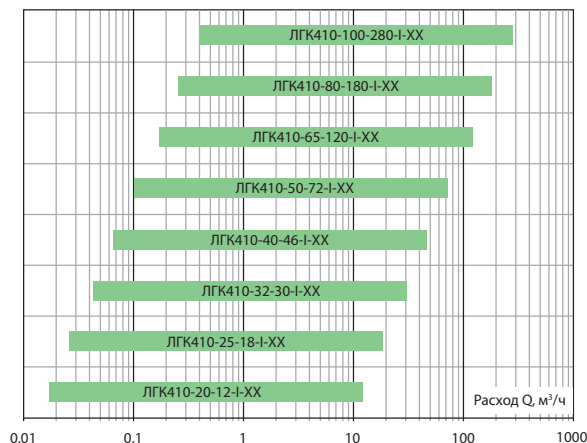 ЛГК410-100-280-I-XX
ЛГК410-80-180-I-XX
ЛГК410-65-120-I-XX
ЛГК410-50-72-I-XX
ЛГК410-40-46-I-XX
ЛГК410-32-30-I-XX
ЛГК410-25-18-I-XX
ЛГК410-20-12-I-XX
Расход Q, м³/ч
0.01 0.1 1 10 100 1000